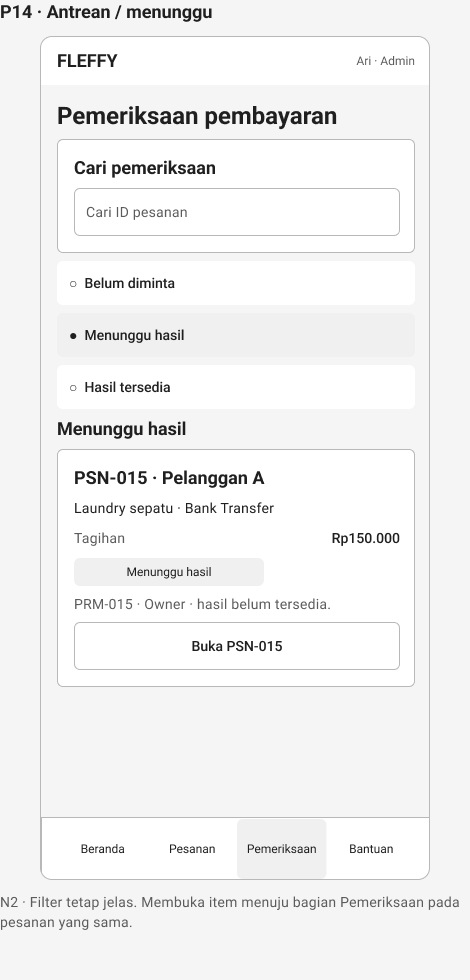 P14 · Antrean / menunggu
FLEFFY
Ari · Admin
Pemeriksaan pembayaran
Cari pemeriksaan
Cari ID pesanan
○ Belum diminta
● Menunggu hasil
○ Hasil tersedia
Menunggu hasil
PSN-015 · Pelanggan A
Laundry sepatu · Bank Transfer
Tagihan Rp150.000
Menunggu hasil
PRM-015 · Owner · hasil belum tersedia.
Buka PSN-015
Beranda Pesanan Pemeriksaan Bantuan
N2 · Filter tetap jelas. Membuka item menuju bagian Pemeriksaan pada
pesanan yang sama.